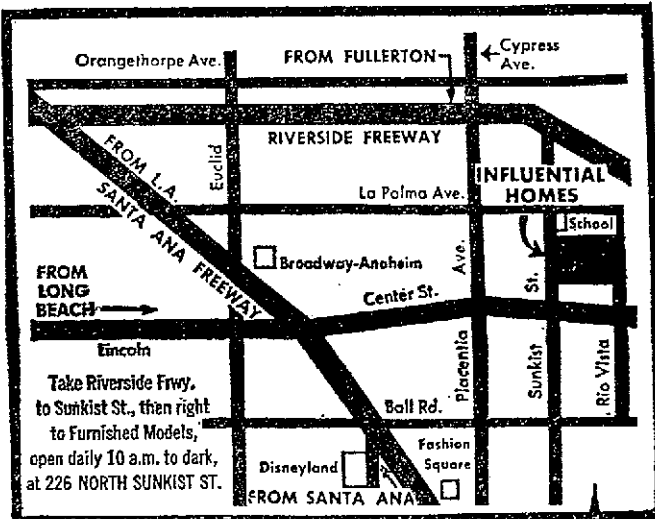 Orangethorpe Ave.
FROM FULLERTON
Cypress
Ave.
RIVERSIDE FREEWAY
Euclid
FROM L.A.
SANTA ANA FREEWAY
La Palma Ave.
INFLUENTIAL
HOMES
School
Broadway-Anaheim
FROM
LONG
BEACH
Center St.
Placentia Ave.
Sunkist St.
Rio Vista
Lincoln
Take Riverside Frwy.
to Sunkist St., then right
to Furnished Models,
open daily 10 a.m. to dark,
at 226 NORTH SUNKIST ST.
Ball Rd.
Disneyland
Fashion
Square
FROM SANTA ANA